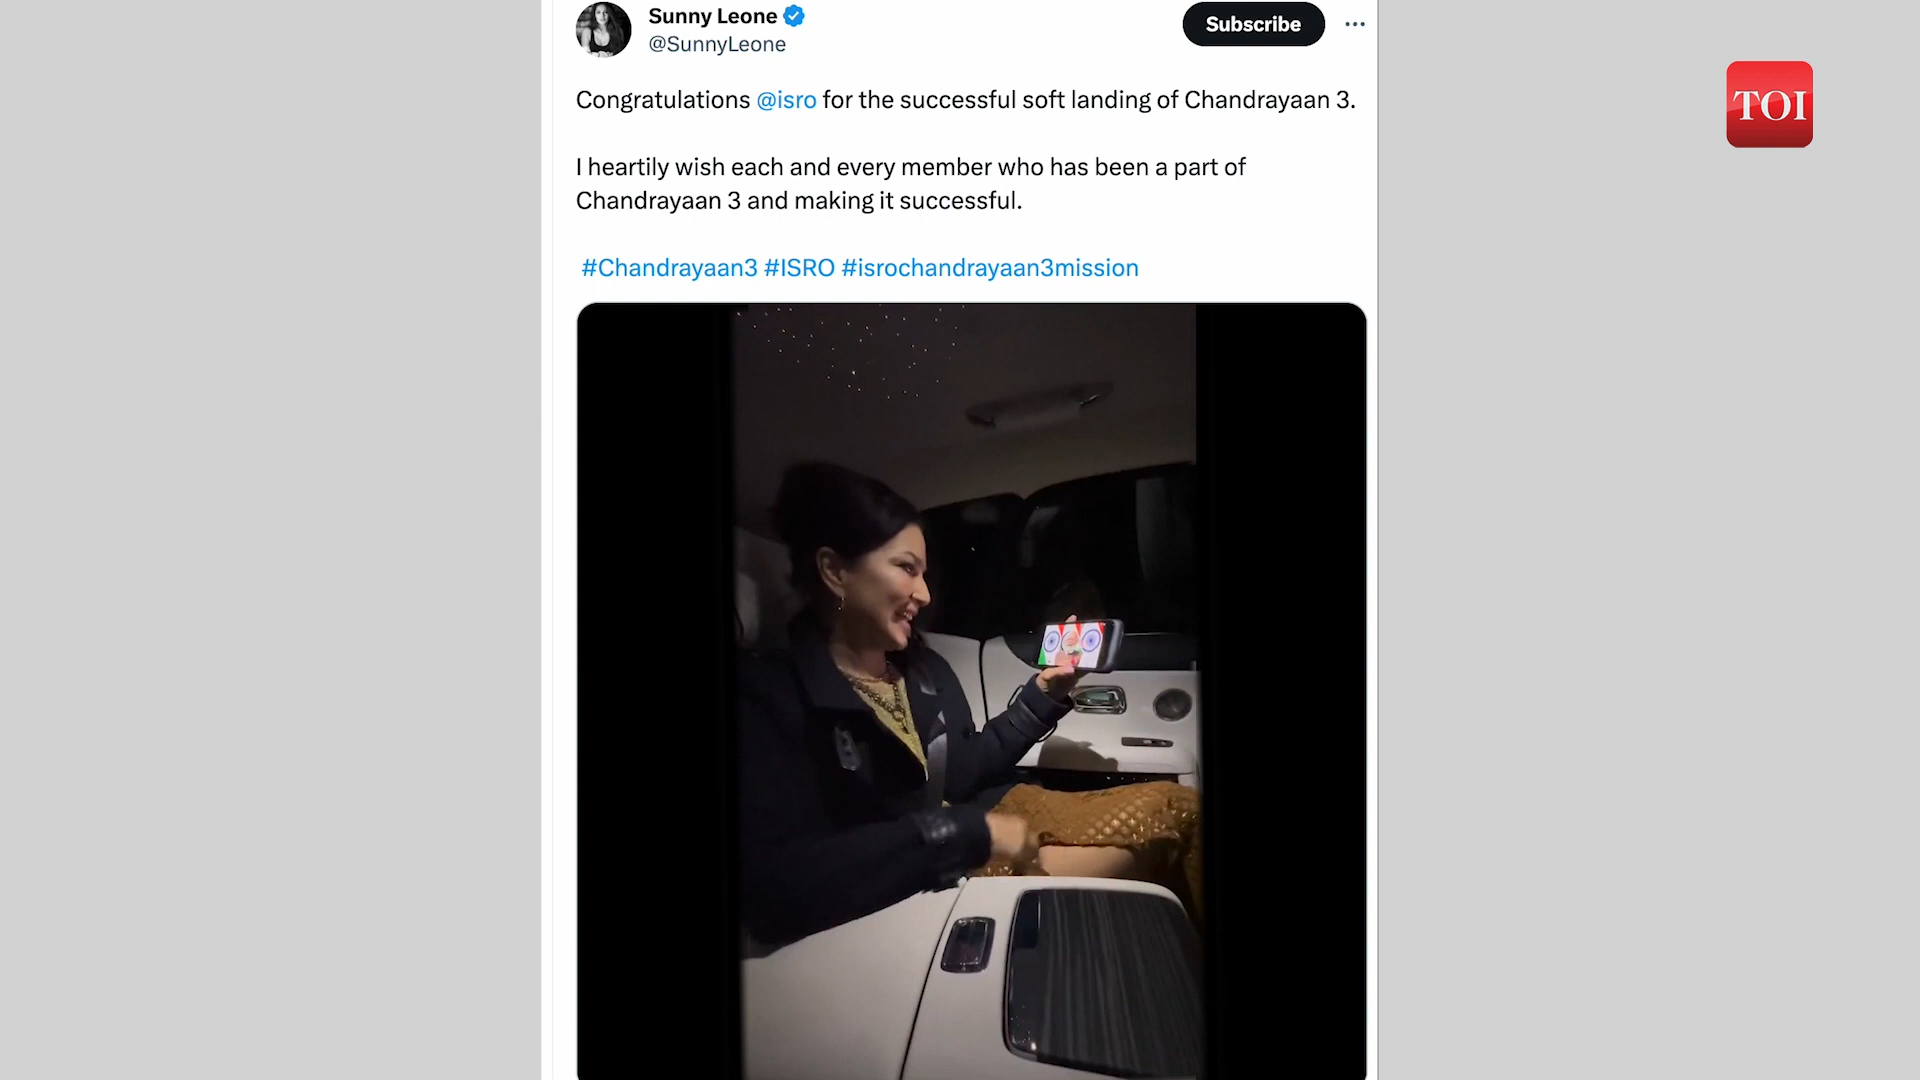 Sunny Leone
@SunnyLeone
Subscribe
TOI
Congratulations @isro for the successful soft landing of Chandrayaan 3.
I heartily wish each and every member who has been a part of
Chandrayaan 3 and making it successful.
#Chandrayaan3 #ISRO #isrochandrayaan3mission